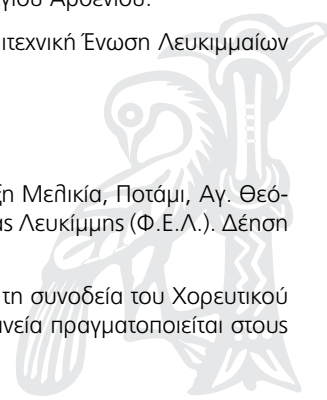 γίου Αρσενίου.
ιτεχνική Ένωση Λευκιμμαίων
ξη Μελικία, Ποτάμι, Αγ. Θεό-
ας Λευκίμμης (Φ.Ε.Λ.). Δέηση
τη συνοδεία του Χορευτικού
νεία πραγματοποιείται στους